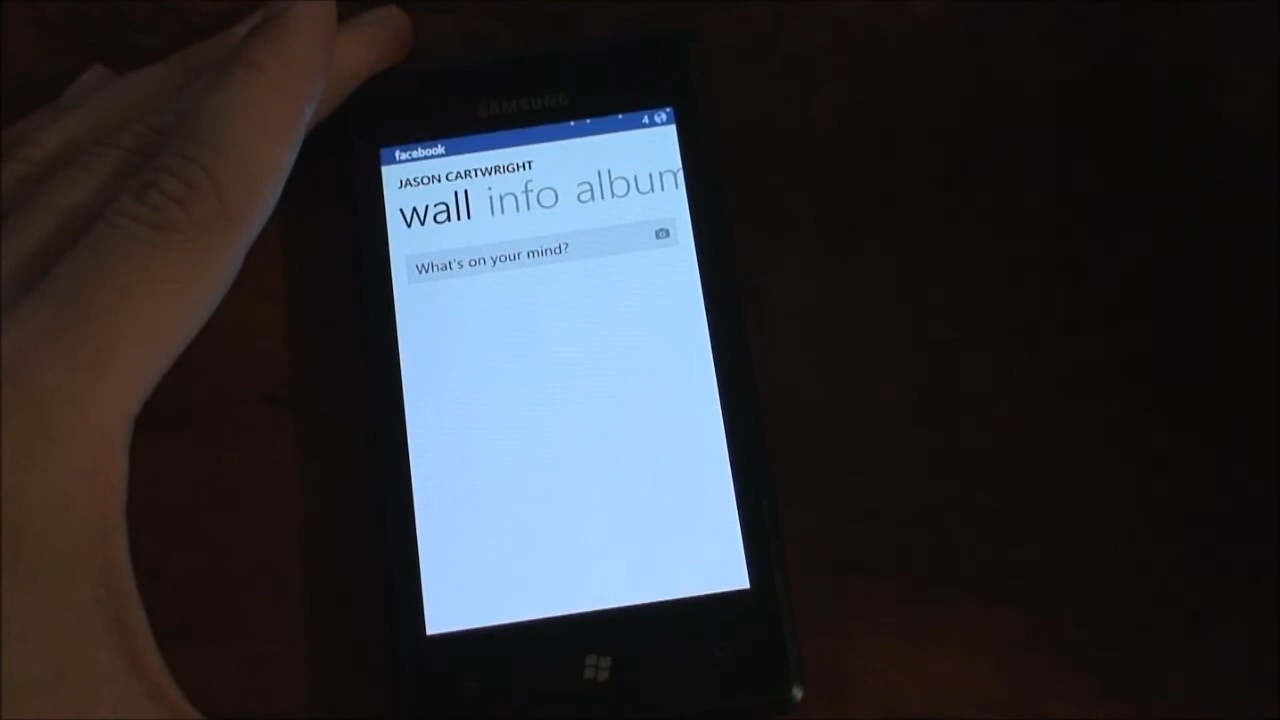 SAMSUNG
4
facebook
JASON CARTWRIGHT
wall info album
What's on your mind?